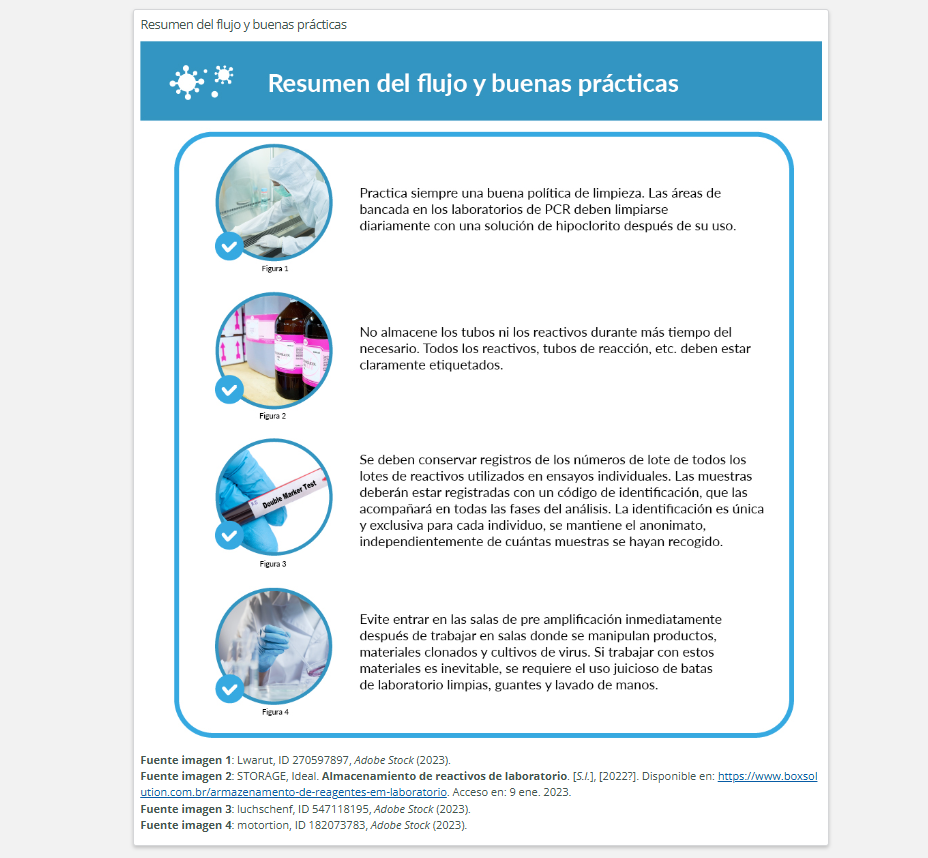 Resumen del flujo y buenas prácticas
Resumen del flujo y buenas prácticas
Practica siempre una buena política de limpieza. Las áreas de
bancada en los laboratorios de PCR deben limpiarse
diariamente con una solución de hipoclorito después de su uso.
Figura 1
No almacene los tubos ni los reactivos durante más tiempo del
necesario. Todos los reactivos, tubos de reacción, etc. deben estar
claramente etiquetados.
Figura 2
Se deben conservar registros de los números de lote de todos los
lotes de reactivos utilizados en ensayos individuales. Las muestras
deberán estar registradas con un código de identificación, que las
acompañará en todas las fases del análisis. La identificación es única
y exclusiva para cada individuo, se mantiene el anonimato,
independientemente de cuántas muestras se hayan recogido.
Double Marker Test
Figura 3
Evite entrar en las salas de pre amplificación inmediatamente
después de trabajar en salas donde se manipulan productos,
materiales clonados y cultivos de virus. Si trabajar con estos
materiales es inevitable, se requiere el uso juicioso de batas
de laboratorio limpias, guantes y lavado de manos.
Figura 4
Fuente imagen 1: Lwarut, ID 270597897, Adobe Stock (2023).
Fuente imagen 2: STORAGE, Ideal. Almacenamiento de reactivos de laboratorio. [S.I.], [2022?]. Disponible en: https://www.boxsol
ution.com.br/armazenamento-de-reagentes-em-laboratorio. Acceso en: 9 ene. 2023.
Fuente imagen 3: luchschenf, ID 547118195, Adobe Stock (2023).
Fuente imagen 4: motortion, ID 182073783, Adobe Stock (2023).